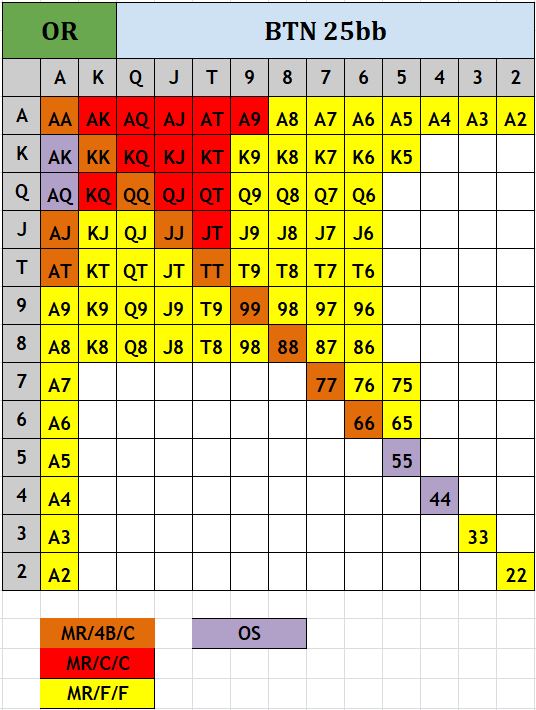 OR BTN 25bb
A K Q J T 9 8 7 6 5 4 3 2
A AA AK AQ AJ AT A9 A8 A7 A6 A5 A4 A3 A2
K AK KK KQ KJ KT K9 K8 K7 K6 K5
Q AQ KQ QQ QJ QT Q9 Q8 Q7 Q6
J AJ KJ QJ JJ JT J9 J8 J7 J6
T AT KT QT JT TT T9 T8 T7 T6
9 A9 K9 Q9 J9 T9 99 98 97 96
8 A8 K8 Q8 J8 T8 98 88 87 86
7 A7 77 76 75
6 A6 66 65
5 A5 55
4 A4 44
3 A3 33
2 A2 22
MR/4B/C OS
MR/C/C
MR/F/F